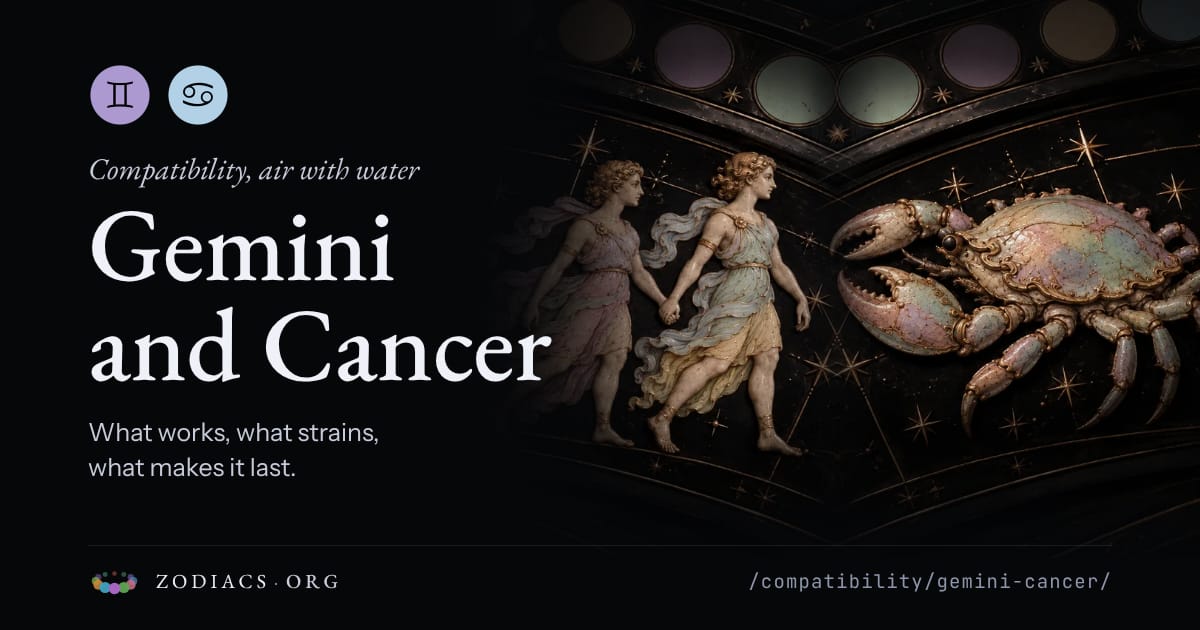 ♊ ♋
Compatibility, air with water
Gemini
and Cancer
What works, what strains,
what makes it last.
ZODIACS·ORG
/compatibility/gemini-cancer/